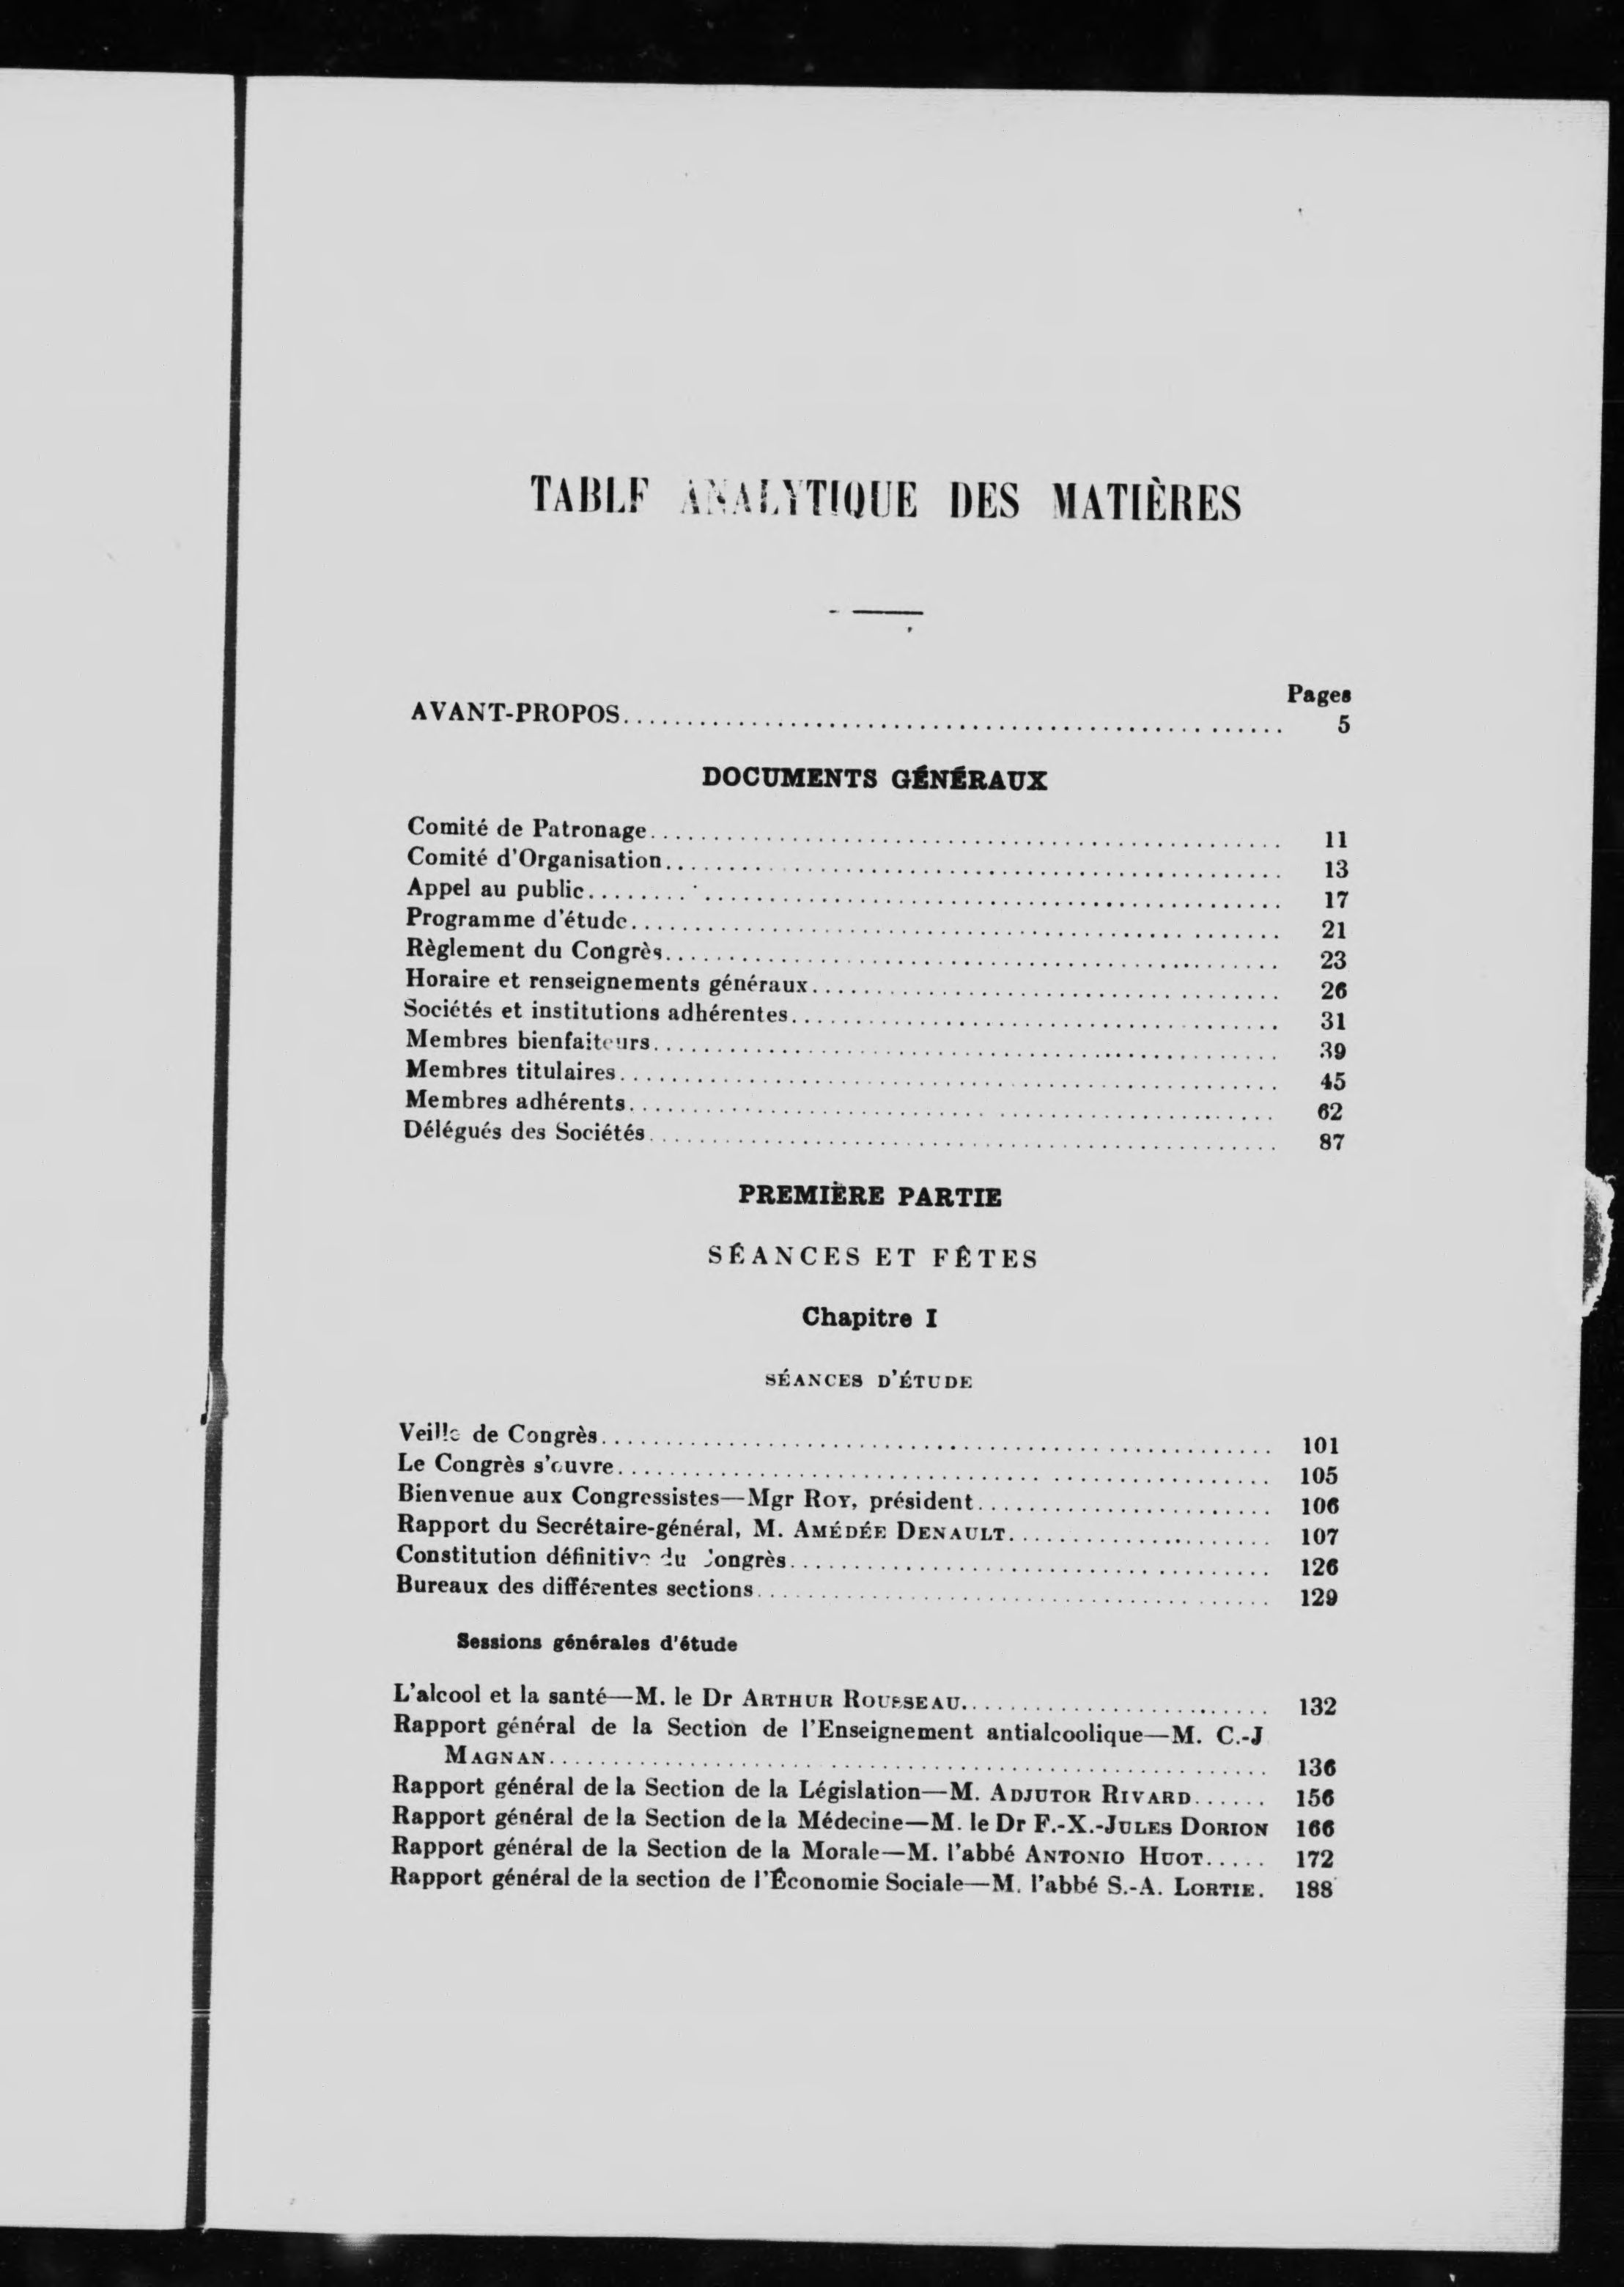 TABLE ANALYTIQUE DES MATIÈRES
Pages
AVANT-PROPOS 5
DOCUMENTS GÉNÉRAUX
Comité de Patronage 11
Comité d'Organisation 13
Appel au public 17
Programme d'étude 21
Règlement du Congrès 23
Horaire et renseignements généraux 26
Sociétés et institutions adhérentes 31
Membres bienfaiteurs 39
Membres titulaires 45
Membres adhérents 62
Délégués des Sociétés 87
PREMIÈRE PARTIE
SÉANCES ET FÊTES
Chapitre I
SÉANCES D'ÉTUDE
Veille de Congrès 101
Le Congrès s'ouvre 105
Bienvenue aux Congressistes—Mgr ROY, président 106
Rapport du Secrétaire-général, M. AMÉDÉE DENAULT 107
Constitution définitive du Congrès 126
Bureaux des différentes sections 129
Sessions générales d'étude
L'alcool et la santé—M. le Dr ARTHUR ROUSSEAU 132
Rapport général de la Section de l'Enseignement antialcoolique—M. C.-J
MAGNAN 136
Rapport général de la Section de la Législation—M. ADJUTOR RIVARD 156
Rapport général de la Section de la Médecine—M. le Dr F.-X.-JULES DORION 166
Rapport général de la Section de la Morale—M. l'abbé ANTONIO HUOT 172
Rapport général de la section de l'Économie Sociale—M. l'abbé S.-A. LORTIE. 188